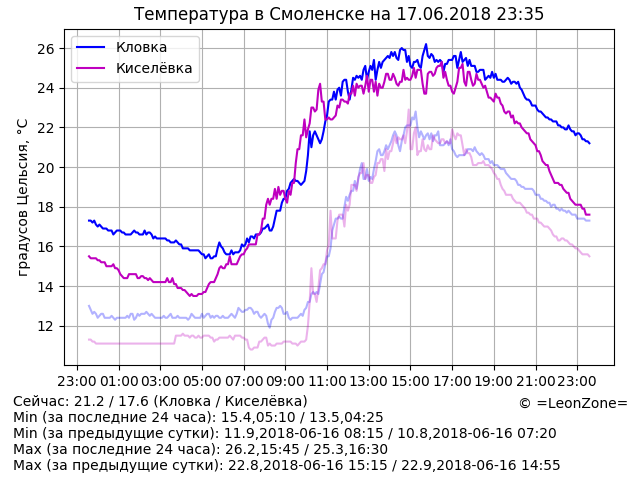 Температура в Смоленске на 17.06.2018 23:35
Кловка
Киселёвка
градусов Цельсия, °C
26
24
22
20
18
16
14
12
23:00 01:00 03:00 05:00 07:00 09:00 11:00 13:00 15:00 17:00 19:00 21:00 23:00
Сейчас: 21.2 / 17.6 (Кловка / Киселёвка)
© =LeonZone=
Min (за последние 24 часа): 15.4,05:10 / 13.5,04:25
Min (за предыдущие сутки): 11.9,2018-06-16 08:15 / 10.8,2018-06-16 07:20
Max (за последние 24 часа): 26.2,15:45 / 25.3,16:30
Max (за предыдущие сутки): 22.8,2018-06-16 15:15 / 22.9,2018-06-16 14:55